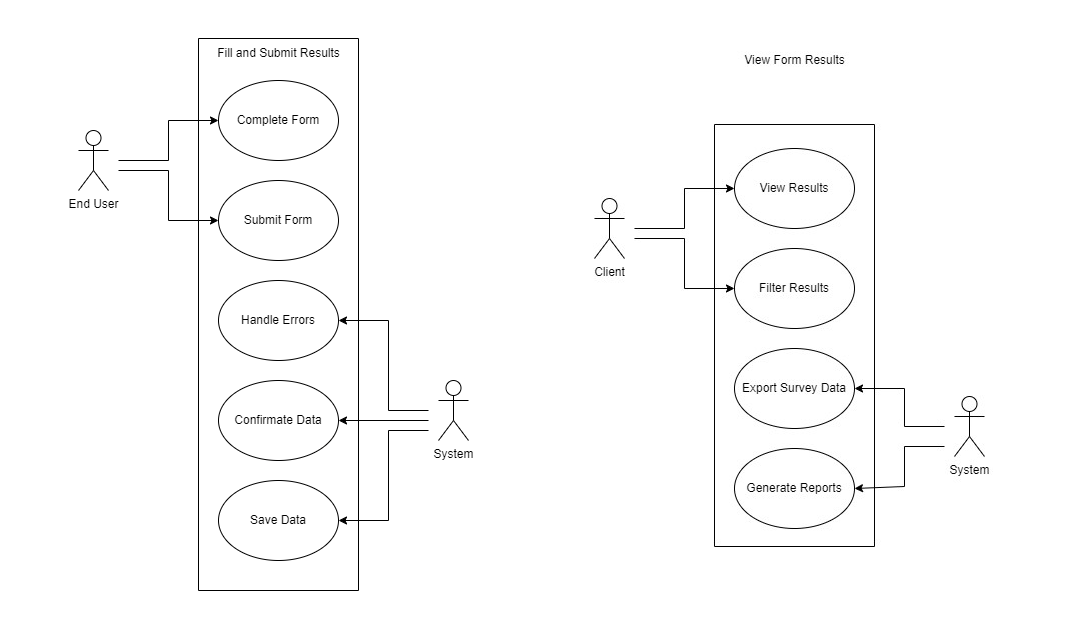 Fill and Submit Results
Complete Form
End User
Submit Form
Handle Errors
Confirmate Data
System
Save Data
View Form Results
View Results
Client
Filter Results
Export Survey Data
System
Generate Reports